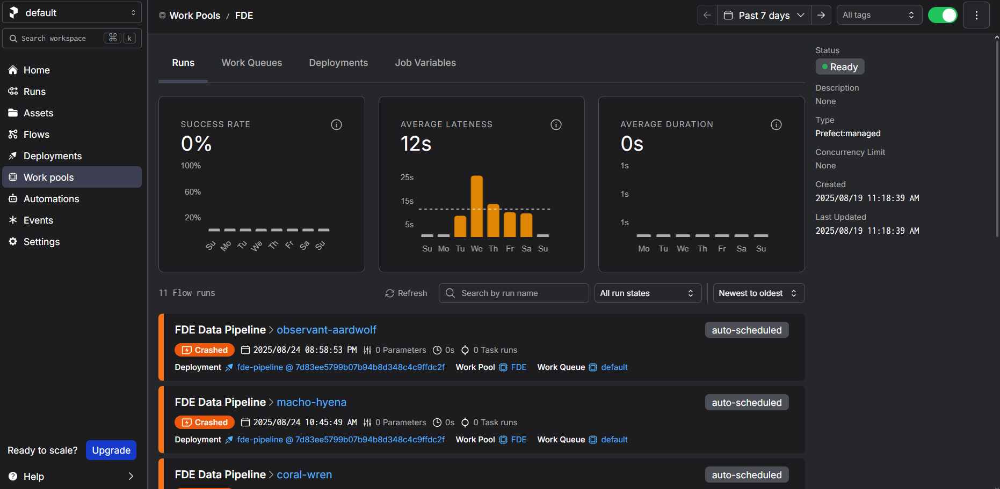 default
Search workspace ⌘ k
Home
Runs
Assets
Flows
Deployments
Work pools
Automations
Events
Settings
Ready to scale? Upgrade
Help
Work Pools / FDE
Past 7 days
All tags
Runs Work Queues Deployments Job Variables
SUCCESS RATE
0%
100%
60%
20%
Su Mo Tu We Th Fr Sa Su
AVERAGE LATENESS
12s
25s
15s
5s
Su Mo Tu We Th Fr Sa Su
AVERAGE DURATION
0s
1s
1s
1s
Mo Tu We Th Fr Sa Su
11 Flow runs Refresh Search by run name All run states Newest to oldest
FDE Data Pipeline > observant-aardwolf auto-scheduled
Crashed 2025/08/24 08:58:53 PM 0 Parameters 0s 0 Task runs
Deployment fde-pipeline @ 7d83ee5799b07b94b8d348c4c9ffdc2f Work Pool FDE Work Queue default
FDE Data Pipeline > macho-hyena auto-scheduled
Crashed 2025/08/24 10:45:49 AM 0 Parameters 0s 0 Task runs
Deployment fde-pipeline @ 7d83ee5799b07b94b8d348c4c9ffdc2f Work Pool FDE Work Queue default
FDE Data Pipeline > coral-wren auto-scheduled
Status
Ready
Description
None
Type
Prefect:managed
Concurrency Limit
None
Created
2025/08/19 11:18:39 AM
Last Updated
2025/08/19 11:18:39 AM